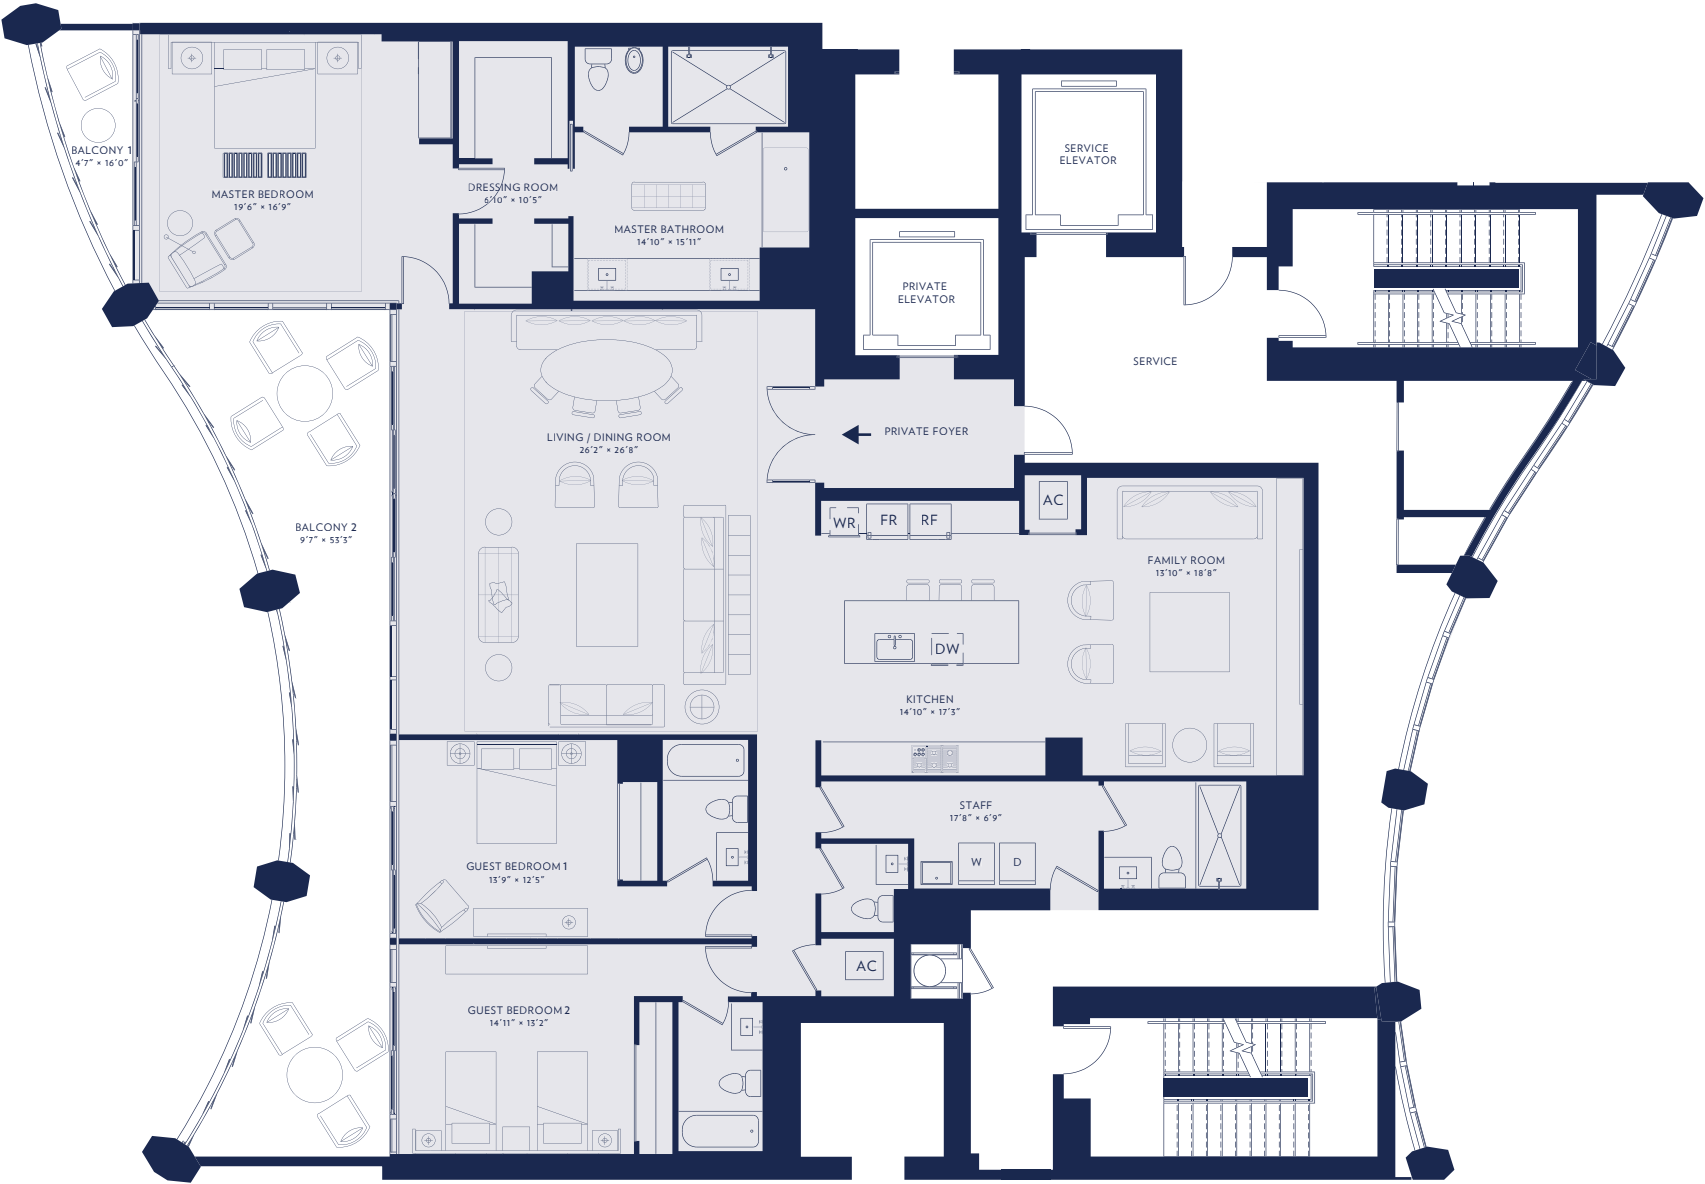 BALCONY 1
4'7" × 16'0"
MASTER BEDROOM
19'6" × 16'9"
DRESSING ROOM
6'10" × 10'5"
MASTER BATHROOM
14'10" × 15'11"
SERVICE
ELEVATOR
PRIVATE
ELEVATOR
SERVICE
PRIVATE FOYER
LIVING / DINING ROOM
26'2" × 26'8"
BALCONY 2
9'7" × 53'3"
WR
FR
RF
AC
FAMILY ROOM
13'10" × 18'8"
DW
KITCHEN
14'10" × 17'3"
STAFF
17'8" × 6'9"
W
D
GUEST BEDROOM 1
13'9" × 12'5"
AC
GUEST BEDROOM 2
14'11" × 13'2"